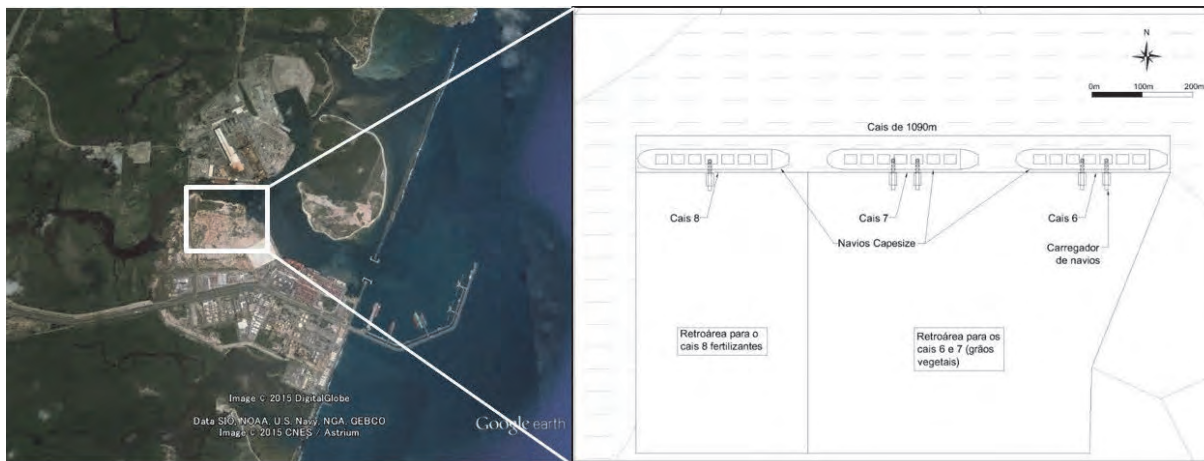 Image © 2015 DigitalGlobe
Data SIO, NOAA, U.S. Navy, NGA, GEBCO
Image © 2015 CNES / Astrium
Google earth
N
0m 100m 200m
Cais de 1090m
Cais 8
Cais 7
Cais 6
Navios Capesize
Carregador
de navios
Retroárea para o
cais 8 fertilizantes
Retroárea para os
cais 6 e 7 (grãos
vegetais)